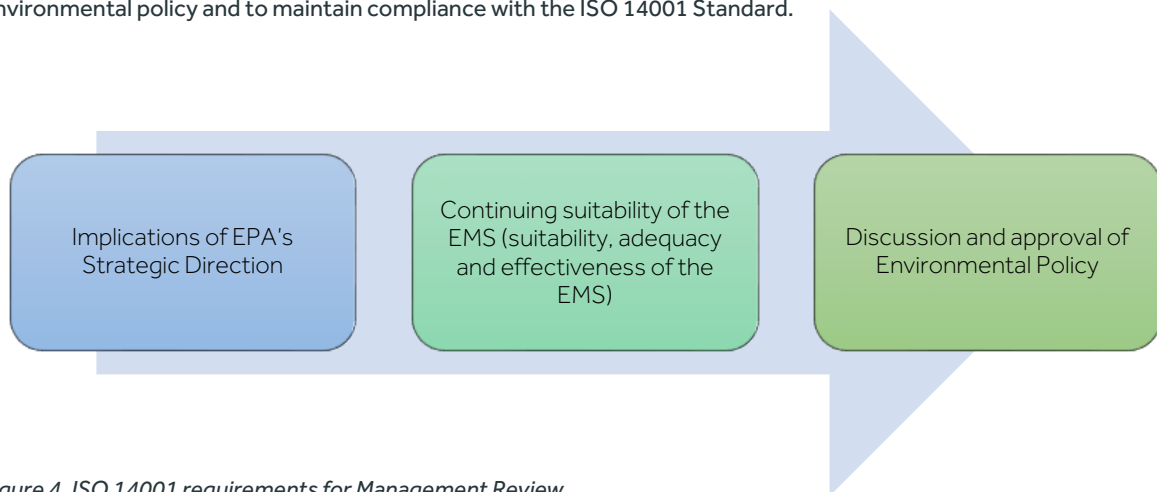 nvironmental policy and to maintain compliance with the ISO 14001 Standard.
Implications of EPA's
Strategic Direction
Continuing suitability of the
EMS (suitability, adequacy
and effectiveness of the
EMS)
Discussion and approval of
Environmental Policy
gure 4. ISO 14001 requirements for Management Review